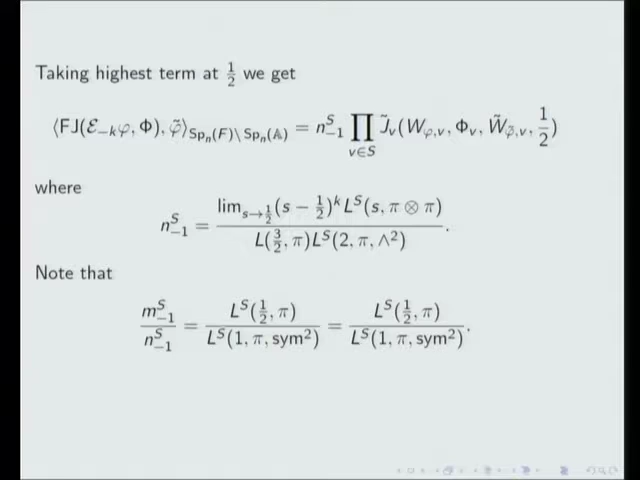 Taking highest term at 1/2 we get
⟨FJ(ℰ₋ₖφ, Φ), φ̃⟩_{Sp_n(F)\Sp_n(𝔸)} = n^S_{-1} ∏_{v∈S} J̃_v(W_{φ,v}, Φ_v, W̃_{φ̃,v}, 1/2)
where
n^S_{-1} = lim_{s→1/2}(s − 1/2)^k L^S(s, π ⊗ π) / L(3/2, π)L^S(2, π, ∧²) .
Note that
m^S_{-1} / n^S_{-1} = L^S(1/2, π) / L^S(1, π, sym²) = L^S(1/2, π) / L^S(1, π, sym²) .